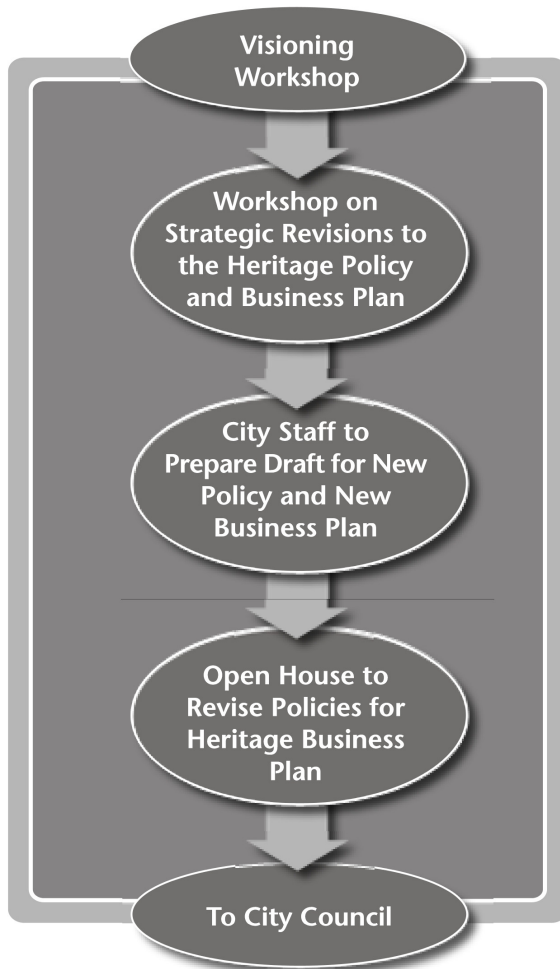 Visioning
Workshop
Workshop on
Strategic Revisions to
the Heritage Policy
and Business Plan
City Staff to
Prepare Draft for New
Policy and New
Business Plan
Open House to
Revise Policies for
Heritage Business
Plan
To City Council